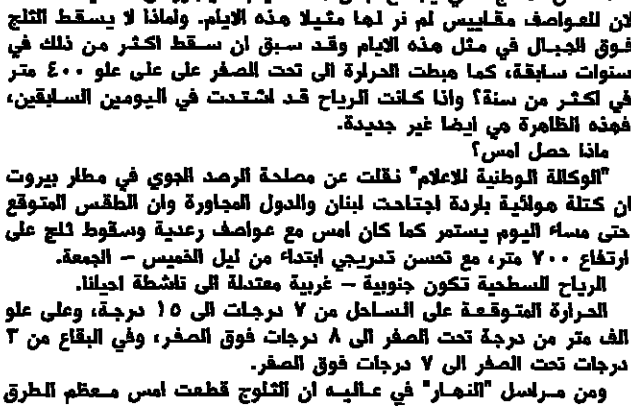 لان للعواصف مقاييس لم نر لها مثيلا هذه الايام. ولماذا لا يسقط الثلج
فوق الجبال في مثل هذه الايام وقد سبق ان سقط اكثر من ذلك في
سنوات سابقة، كما هبطت الحرارة الى تحت الصفر على على علو ٤٠٠ متر
في اكثر من سنة؟ واذا كانت الرياح قد اشتدت في اليومين السابقين،
فهذه الظاهرة هي ايضا غير جديدة.
ماذا حصل امس؟
"الوكالة الوطنية للاعلام" نقلت عن مصلحة الرصد الجوي في مطار بيروت
ان كتلة هوائية باردة اجتاحت لبنان والدول المجاورة وان الطقس المتوقع
حتى مساء اليوم يستمر كما كان امس مع عواصف رعدية وسقوط ثلج على
ارتفاع ٧٠٠ متر، مع تحسن تدريجي ابتداء من ليل الخميس – الجمعة.
الرياح السطحية تكون جنوبية – غربية معتدلة الى ناشطة احيانا.
الحرارة المتوقعة على الساحل من ٧ درجات الى ١٥ درجة، وعلى علو
الف متر من درجة تحت الصفر الى ٨ درجات فوق الصفر، وفي البقاع من ٣
درجات تحت الصفر الى ٧ درجات فوق الصفر.
ومن مراسل "النهار" في عاليه ان الثلوج قطعت امس معظم الطرق